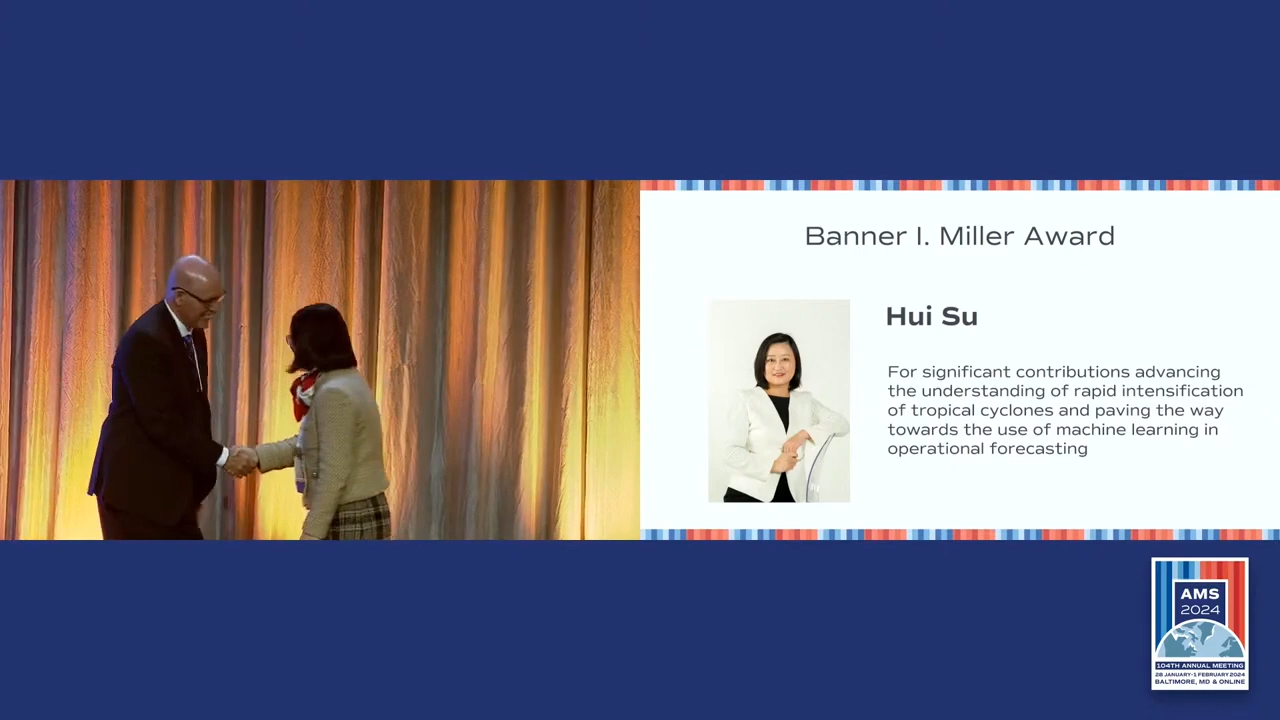 Banner I. Miller Award
Hui Su
For significant contributions advancing
the understanding of rapid intensification
of tropical cyclones and paving the way
towards the use of machine learning in
operational forecasting
AMS
2024
104TH ANNUAL MEETING
28 JANUARY-1 FEBRUARY 2024
BALTIMORE, MD & ONLINE